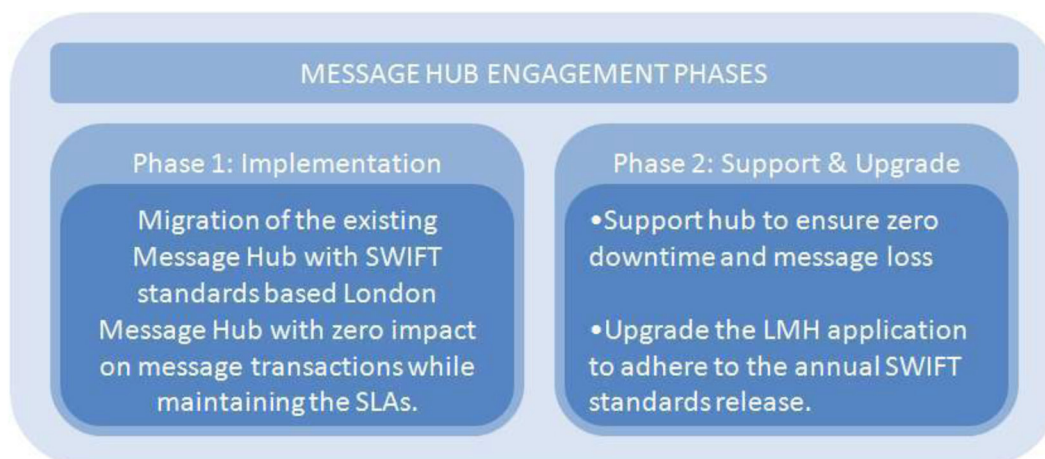 MESSAGE HUB ENGAGEMENT PHASES
Phase 1: Implementation
Migration of the existing
Message Hub with SWIFT
standards based London
Message Hub with zero impact
on message transactions while
maintaining the SLAs.
Phase 2: Support & Upgrade
•Support hub to ensure zero
downtime and message loss
•Upgrade the LMH application
to adhere to the annual SWIFT
standards release.